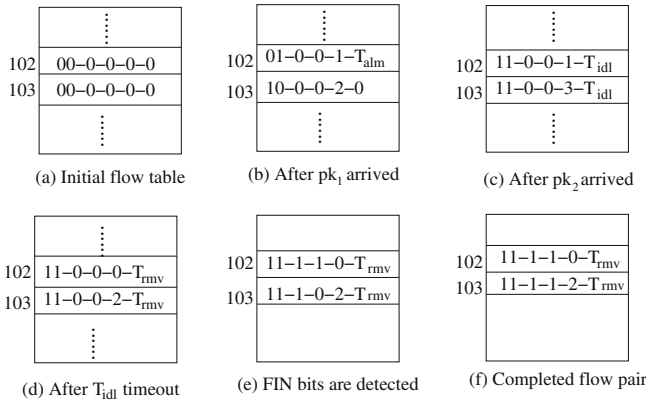 102 00–0–0–0–0
103 00–0–0–0–0
(a) Initial flow table
102 01–0–0–1–T_alm
103 10–0–0–2–0
(b) After pk_1 arrived
102 11–0–0–1–T_idl
103 11–0–0–3–T_idl
(c) After pk_2 arrived
102 11–0–0–0–T_rmv
103 11–0–0–2–T_rmv
(d) After T_idl timeout
102 11–1–1–0–T_rmv
103 11–1–0–2–T_rmv
(e) FIN bits are detected
102 11–1–1–0–T_rmv
103 11–1–1–2–T_rmv
(f) Completed flow pair